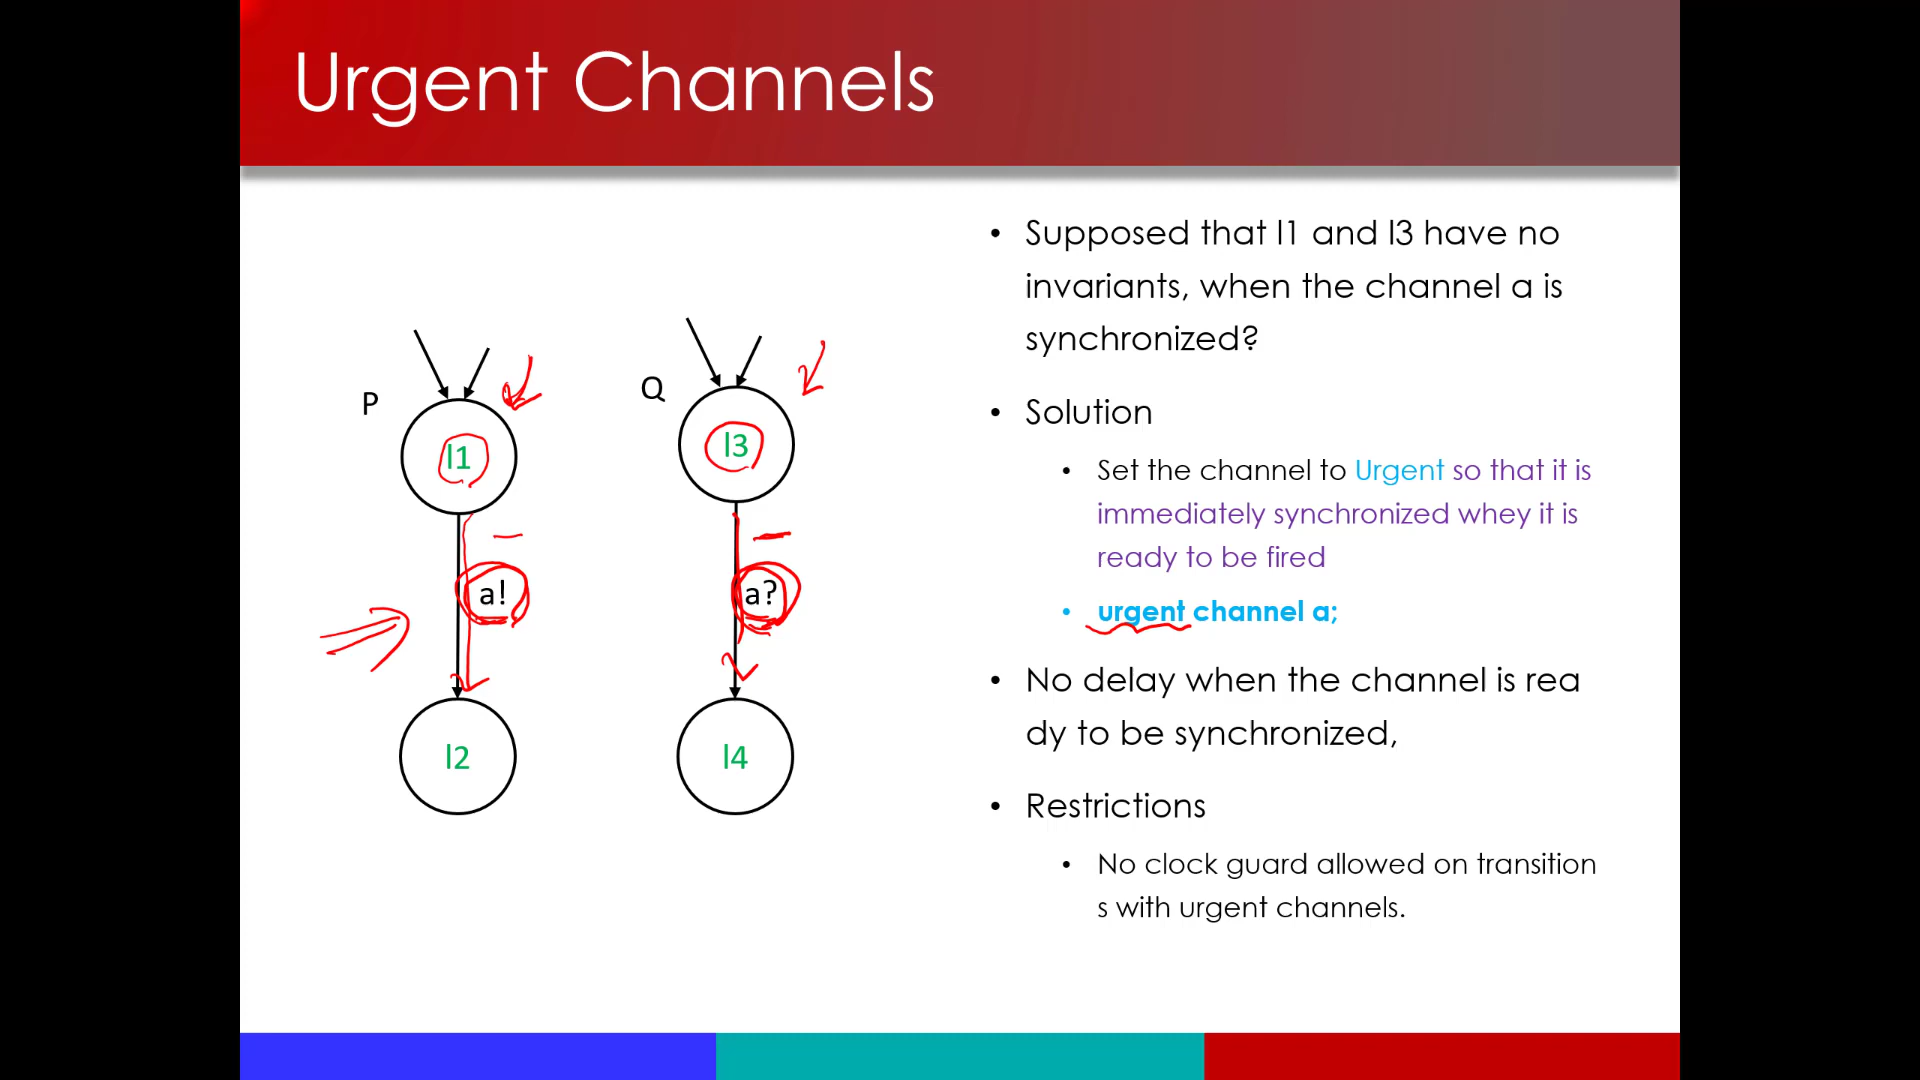 Urgent Channels
P
l1
a!
l2
Q
l3
a?
l4
• Supposed that l1 and l3 have no
invariants, when the channel a is
synchronized?
• Solution
• Set the channel to Urgent so that it is
immediately synchronized whey it is
ready to be fired
• urgent channel a;
• No delay when the channel is rea
dy to be synchronized,
• Restrictions
• No clock guard allowed on transition
s with urgent channels.